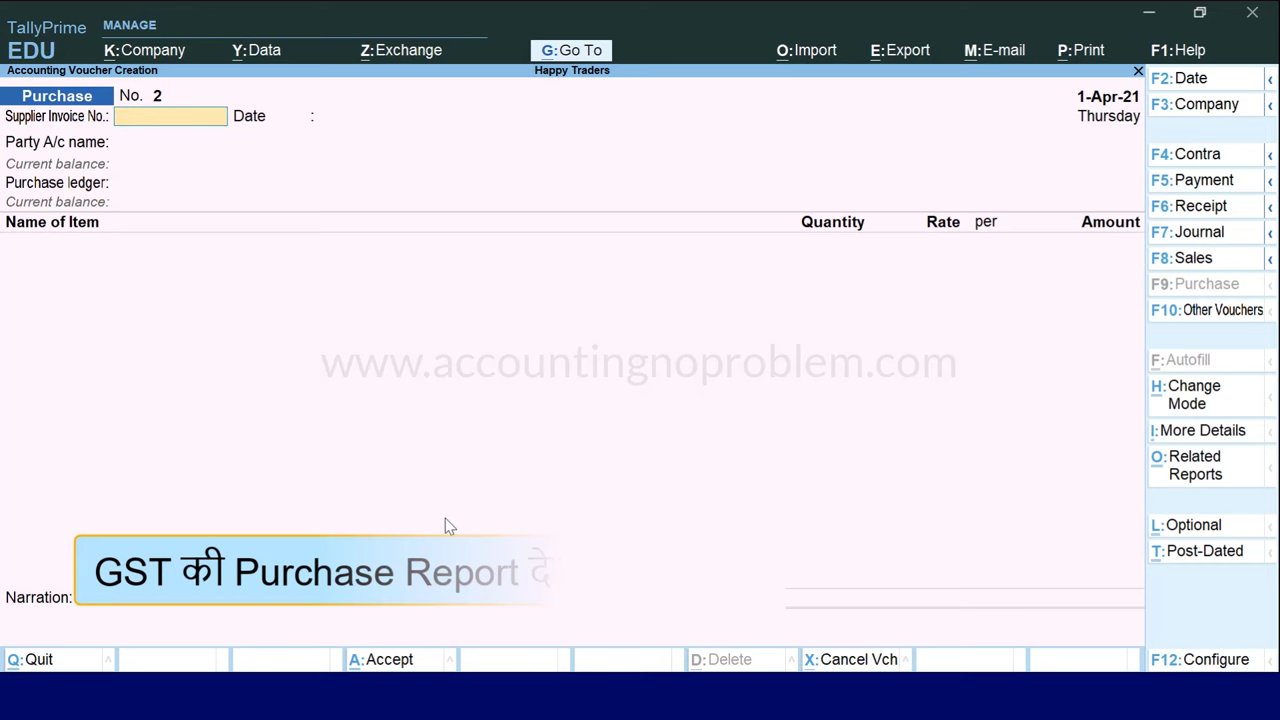 TallyPrime
EDU
MANAGE
K:Company
Y:Data
Z:Exchange
G:Go To
O:Import
E:Export
M:E-mail
P:Print
F1:Help
Accounting Voucher Creation
Happy Traders
Purchase No. 2
1-Apr-21
Supplier Invoice No.: Date :
Thursday
Party A/c name:
Current balance:
Purchase ledger:
Current balance:
Name of Item Quantity Rate per Amount
www.accountingnoproblem.com
GST की Purchase Report दे
Narration:
F2:Date
F3:Company
F4:Contra
F5:Payment
F6:Receipt
F7:Journal
F8:Sales
F9:Purchase
F10:Other Vouchers
F:Autofill
H:Change
Mode
I:More Details
O:Related
Reports
L:Optional
T:Post-Dated
Q:Quit
A:Accept
D:Delete
X:Cancel Vch
F12:Configure